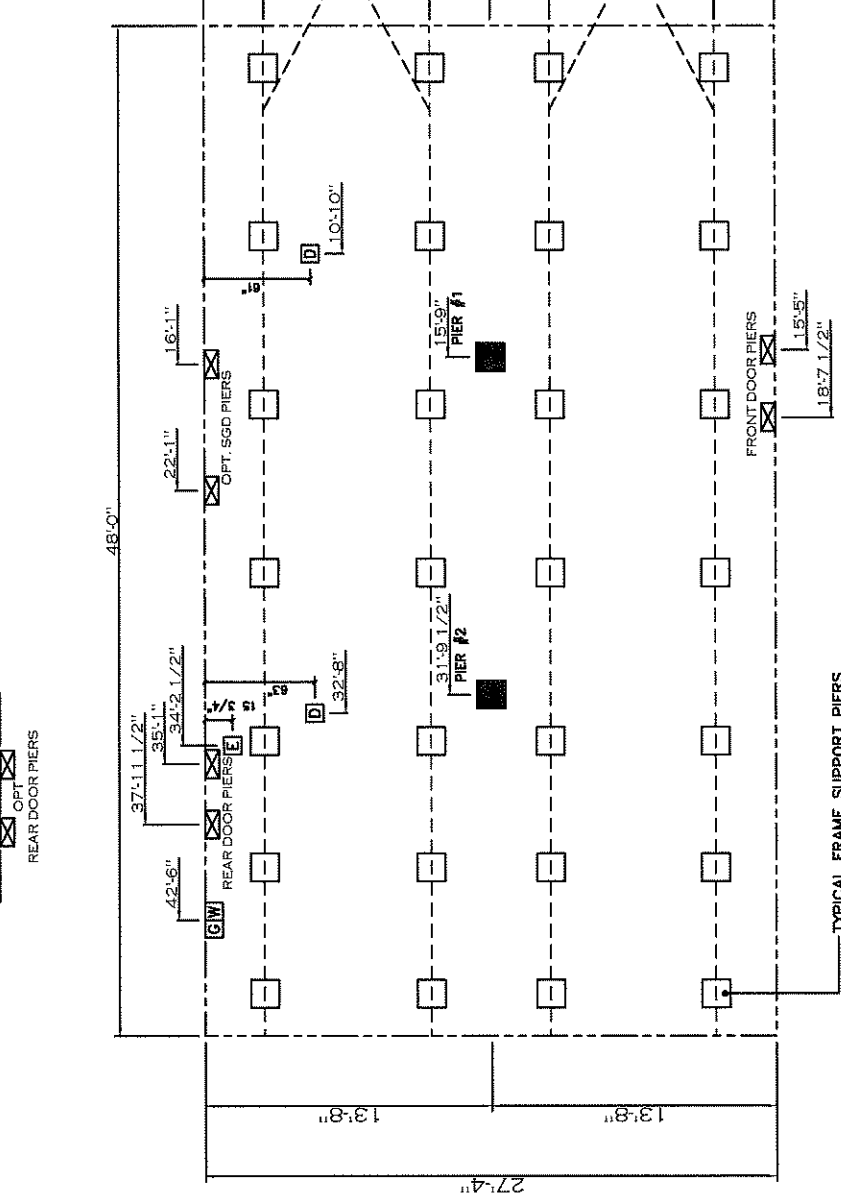 OPT
REAR DOOR PIERS
48'-0"
42'-6"
37'-11 1/2"
35'-1"
34'-2 1/2"
22'-1"
16'-1"
G W
REAR DOOR PIERS
E
15 3/4"
63"
D
32'-8"
OPT. SGD PIERS
61"
D
10'-10"
31'-9 1/2"
PIER #2
15'-9"
PIER #1
FRONT DOOR PIERS
15'-5"
18'-7 1/2"
13'-8"
13'-8"
27'-4"
TYPICAL FRAME SUPPORT PIERS